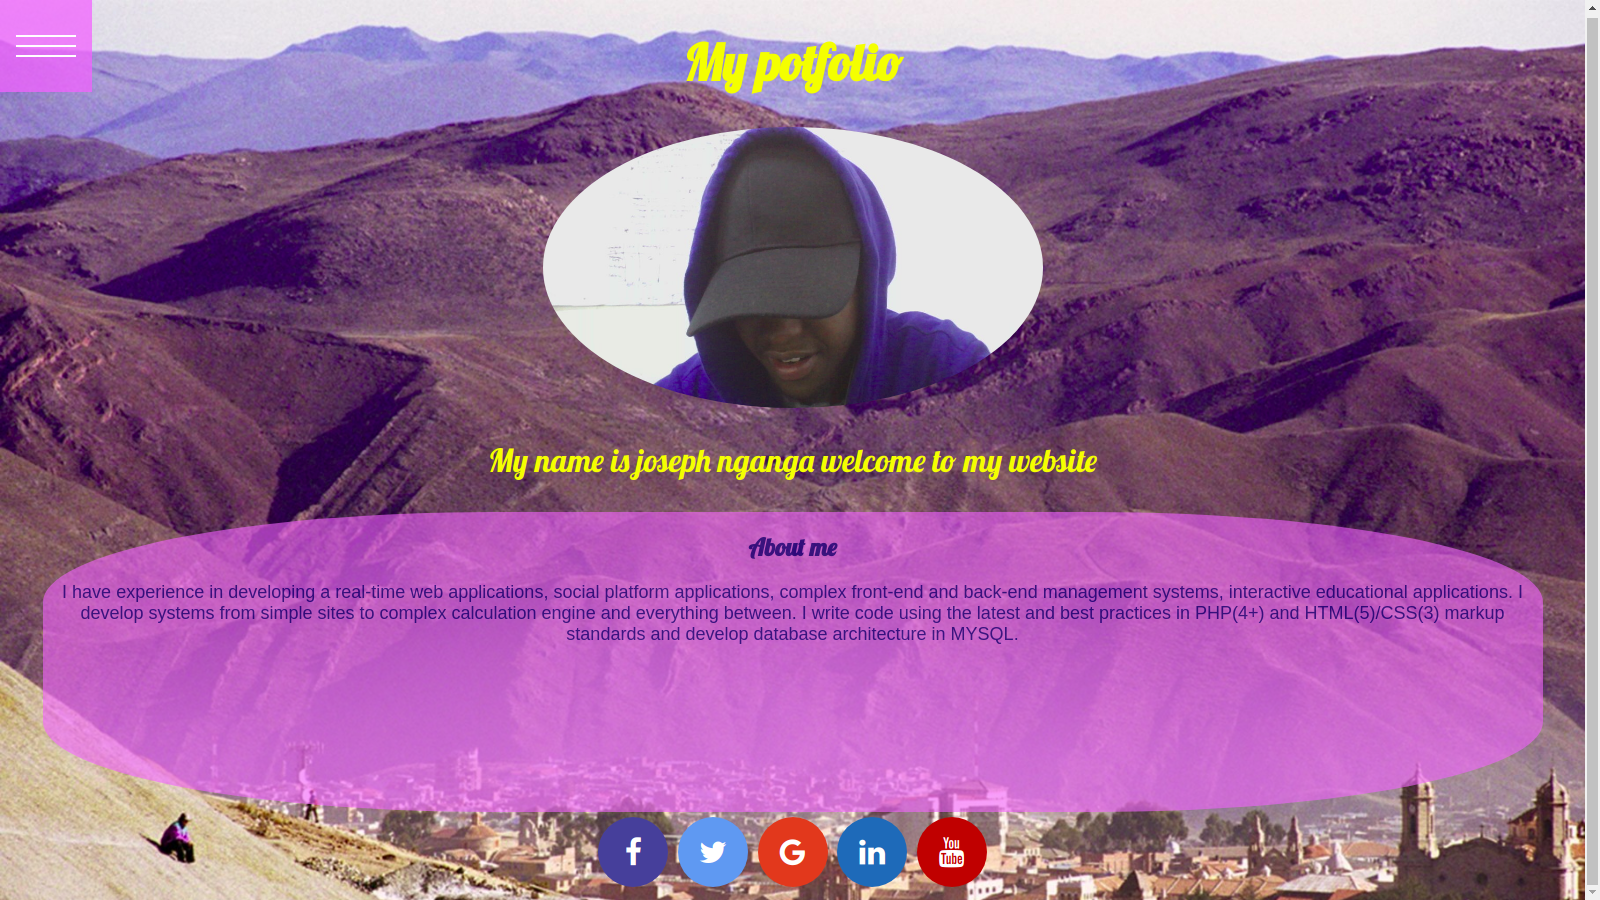 My potfolio
My name is joseph nganga welcome to my website
About me
I have experience in developing a real-time web applications, social platform applications, complex front-end and back-end management systems, interactive educational applications. I
develop systems from simple sites to complex calculation engine and everything between. I write code using the latest and best practices in PHP(4+) and HTML(5)/CSS(3) markup
standards and develop database architecture in MYSQL.
f
G
in
You
Tube